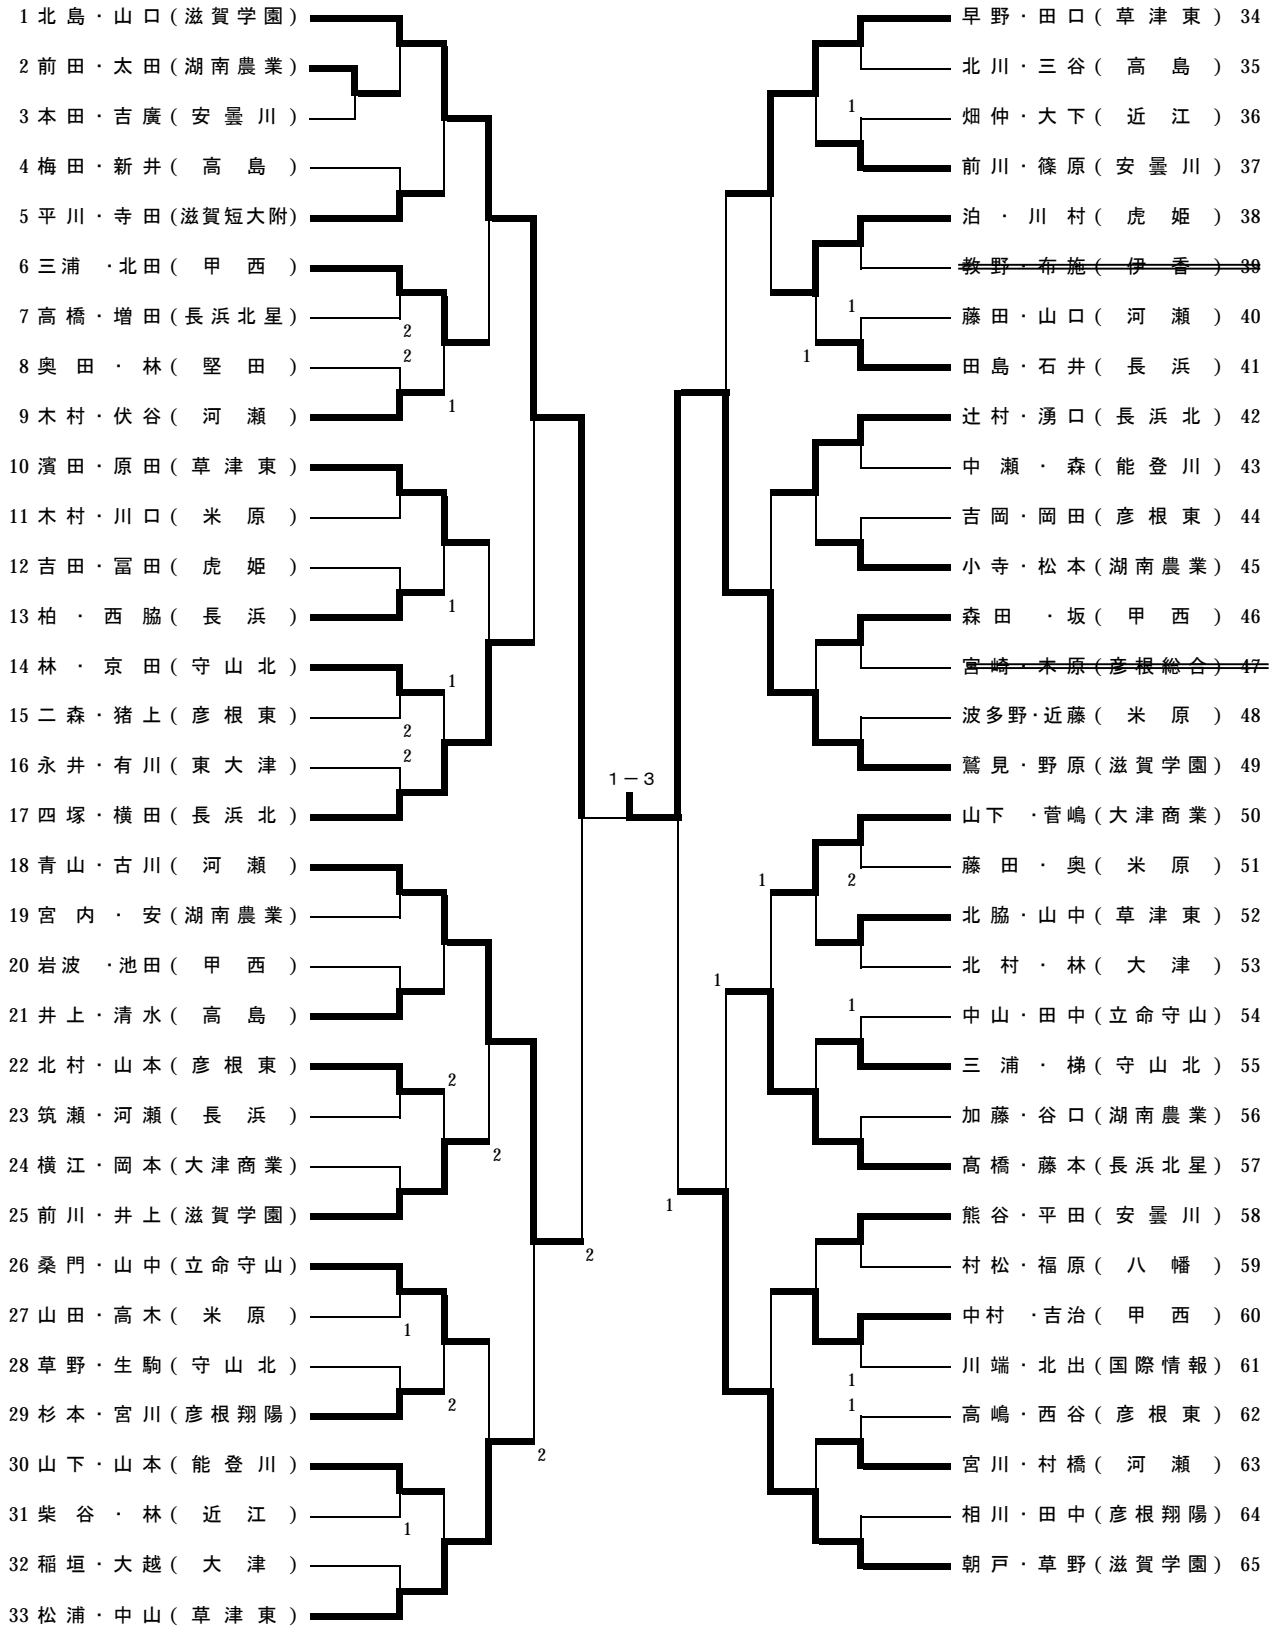 1 北島・山口(滋賀学園)
2 前田・太田(湖南農業)
3 本田・吉廣(安曇川)
4 梅田・新井(高島)
5 平川・寺田(滋賀短大附)
6 三浦・北田(甲西)
7 高橋・増田(長浜北星)
2
2
8 奥田・林(堅田)
9 木村・伏谷(河瀬)
1
10 濱田・原田(草津東)
11 木村・川口(米原)
12 吉田・冨田(虎姫)
13 柏・西脇(長浜)
1
14 林・京田(守山北)
1
15 二森・猪上(彦根東)
2
2
16 永井・有川(東大津)
17 四塚・横田(長浜北)
18 青山・古川(河瀬)
19 宮内・安(湖南農業)
20 岩波・池田(甲西)
21 井上・清水(高島)
22 北村・山本(彦根東)
2
23 筑瀬・河瀬(長浜)
24 横江・岡本(大津商業)
2
25 前川・井上(滋賀学園)
2
26 桑門・山中(立命守山)
27 山田・高木(米原)
1
28 草野・生駒(守山北)
29 杉本・宮川(彦根翔陽)
2
2
30 山下・山本(能登川)
31 柴谷・林(近江)
1
32 稲垣・大越(大津)
33 松浦・中山(草津東)
1－3
早野・田口(草津東) 34
北川・三谷(高島) 35
1
畑仲・大下(近江) 36
前川・篠原(安曇川) 37
泊・川村(虎姫) 38
教野・布施(伊香) 39
1
藤田・山口(河瀬) 40
1
田島・石井(長浜) 41
辻村・湧口(長浜北) 42
中瀬・森(能登川) 43
吉岡・岡田(彦根東) 44
小寺・松本(湖南農業) 45
森田・坂(甲西) 46
宮崎・木原(彦根総合) 47
波多野・近藤(米原) 48
鷲見・野原(滋賀学園) 49
山下・菅嶋(大津商業) 50
藤田・奥(米原) 51
1
2
北脇・山中(草津東) 52
北村・林(大津) 53
1
1
中山・田中(立命守山) 54
三浦・梯(守山北) 55
加藤・谷口(湖南農業) 56
髙橋・藤本(長浜北星) 57
1
熊谷・平田(安曇川) 58
村松・福原(八幡) 59
中村・吉治(甲西) 60
川端・北出(国際情報) 61
1
1
高嶋・西谷(彦根東) 62
宮川・村橋(河瀬) 63
相川・田中(彦根翔陽) 64
朝戸・草野(滋賀学園) 65